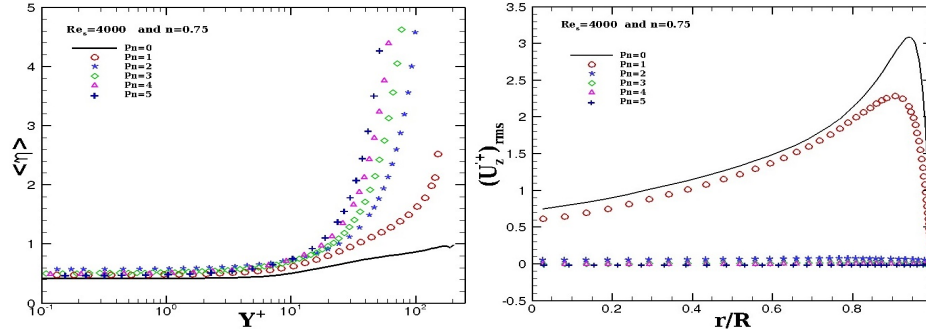 Re_s=4000 and n=0.75
Pn=0
Pn=1
Pn=2
Pn=3
Pn=4
Pn=5
<η>
5
4
3
2
1
0
10^-1 10^0 10^1 10^2
Y^+
Re_s=4000 and n=0.75
Pn=0
Pn=1
Pn=2
Pn=3
Pn=4
Pn=5
(U_z^'+)_rms
3.5
3
2.5
2
1.5
1
0.5
0
-0.5
0 0.2 0.4 0.6 0.8
r/R